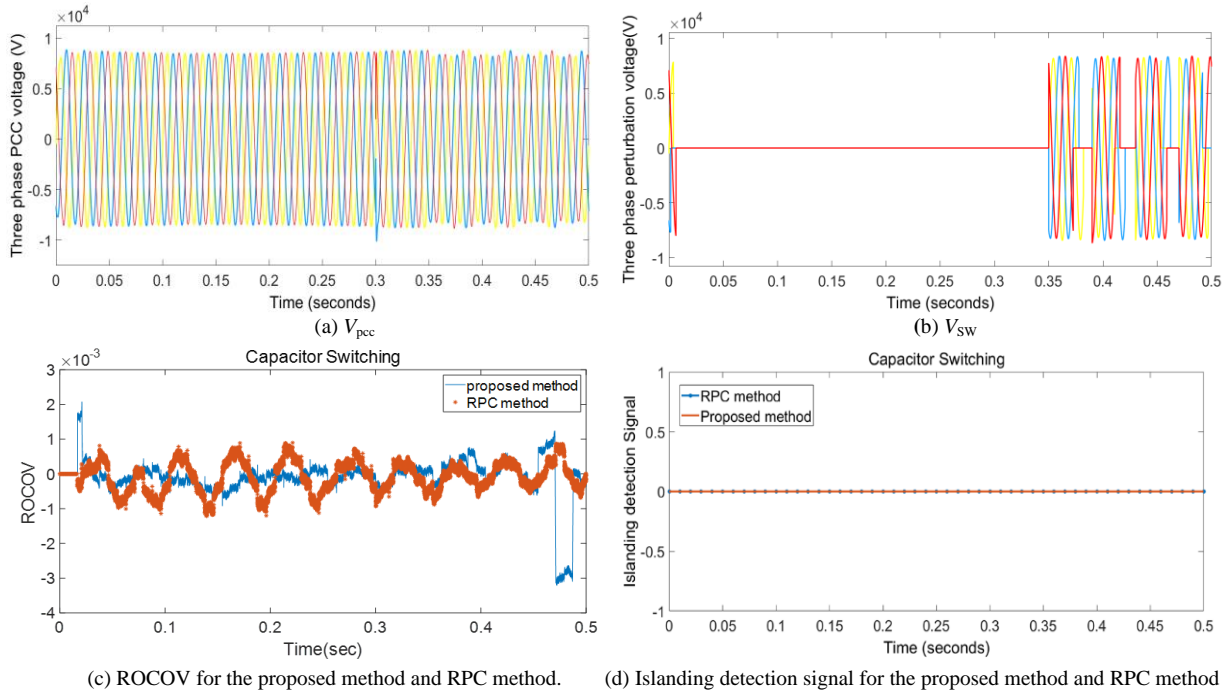 ×10⁴
Three phase PCC voltage (V)
1
0.5
0
-0.5
-1
0 0.05 0.1 0.15 0.2 0.25 0.3 0.35 0.4 0.45 0.5
Time (seconds)
(a) Vpcc
×10⁴
Three phase perturbation voltage(V)
1
0.5
0
-0.5
-1
0 0.05 0.1 0.15 0.2 0.25 0.3 0.35 0.4 0.45 0.5
Time (seconds)
(b) VSW
Capacitor Switching
×10⁻³
ROCOV
3
2
1
0
-1
-2
-3
-4
proposed method
RPC method
0 0.1 0.2 0.3 0.4 0.5
Time(sec)
(c) ROCOV for the proposed method and RPC method.
Capacitor Switching
Islanding detection Signal
1
0.5
0
-0.5
-1
RPC method
Proposed method
0 0.05 0.1 0.15 0.2 0.25 0.3 0.35 0.4 0.45 0.5
Time (seconds)
(d) Islanding detection signal for the proposed method and RPC method